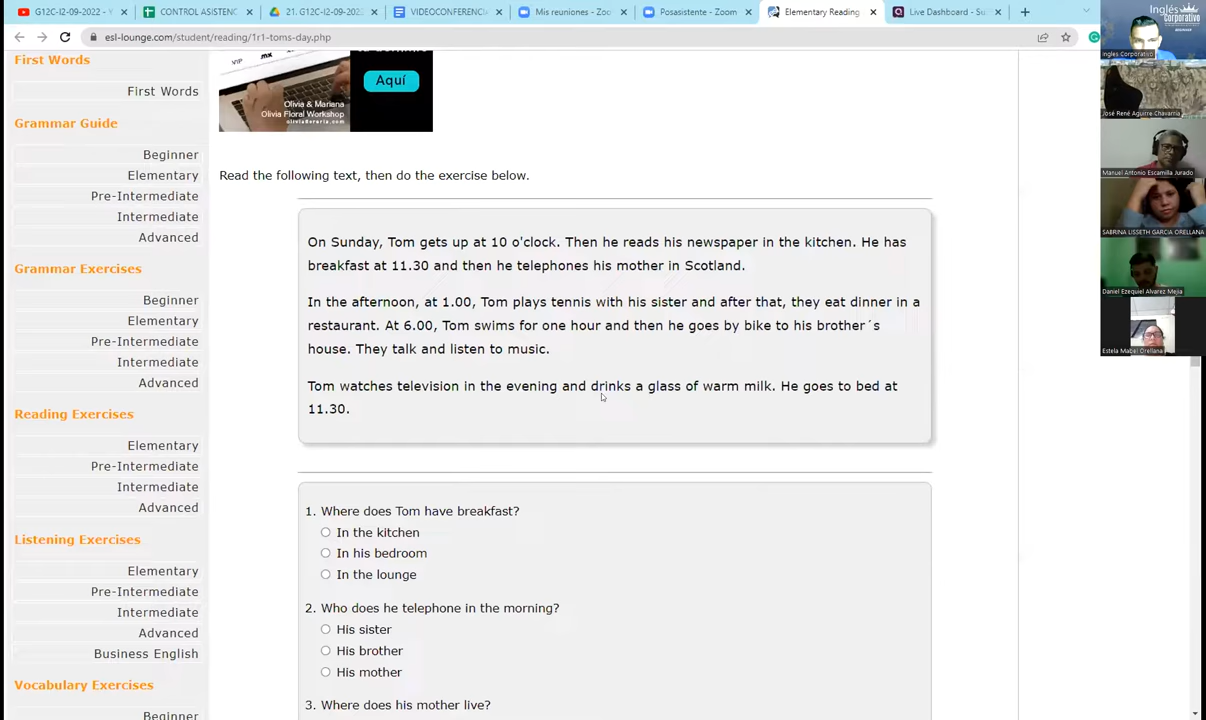 G12C-I2-09-2022 - Y
CONTROL ASISTENC
21. G12C-I2-09-2022
VIDEOCONFERENCI
Mis reuniones - Zoo
Posasistente - Zoom
Elementary Reading
Live Dashboard - Su
esl-lounge.com/student/reading/1r1-toms-day.php
Inglés
Corporativo
Inglés Corporativo
José René Aguirre Chavarria
Manuel Antonio Escamilla Jurado
SABRINA LISSETH GARCIA ORELLANA
Daniel Ezequiel Alvarez Mejia
Estela Mabel Orellana
First Words
First Words
Grammar Guide
Beginner
Elementary
Pre-Intermediate
Intermediate
Advanced
Grammar Exercises
Beginner
Elementary
Pre-Intermediate
Intermediate
Advanced
Reading Exercises
Elementary
Pre-Intermediate
Intermediate
Advanced
Listening Exercises
Elementary
Pre-Intermediate
Intermediate
Advanced
Business English
Vocabulary Exercises
Beginner
VIP
mx
Aquí
Olivia & Mariana
Olivia Floral Workshop
Read the following text, then do the exercise below.
On Sunday, Tom gets up at 10 o'clock. Then he reads his newspaper in the kitchen. He has
breakfast at 11.30 and then he telephones his mother in Scotland.
In the afternoon, at 1.00, Tom plays tennis with his sister and after that, they eat dinner in a
restaurant. At 6.00, Tom swims for one hour and then he goes by bike to his brother´s
house. They talk and listen to music.
Tom watches television in the evening and drinks a glass of warm milk. He goes to bed at
11.30.
1. Where does Tom have breakfast?
In the kitchen
In his bedroom
In the lounge
2. Who does he telephone in the morning?
His sister
His brother
His mother
3. Where does his mother live?